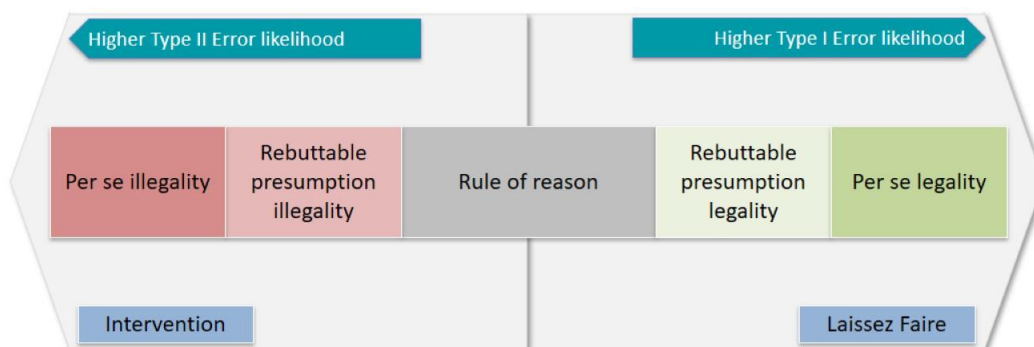 Higher Type II Error likelihood
Higher Type I Error likelihood
Per se illegality
Rebuttable
presumption
illegality
Rule of reason
Rebuttable
presumption
legality
Per se legality
Intervention
Laissez Faire